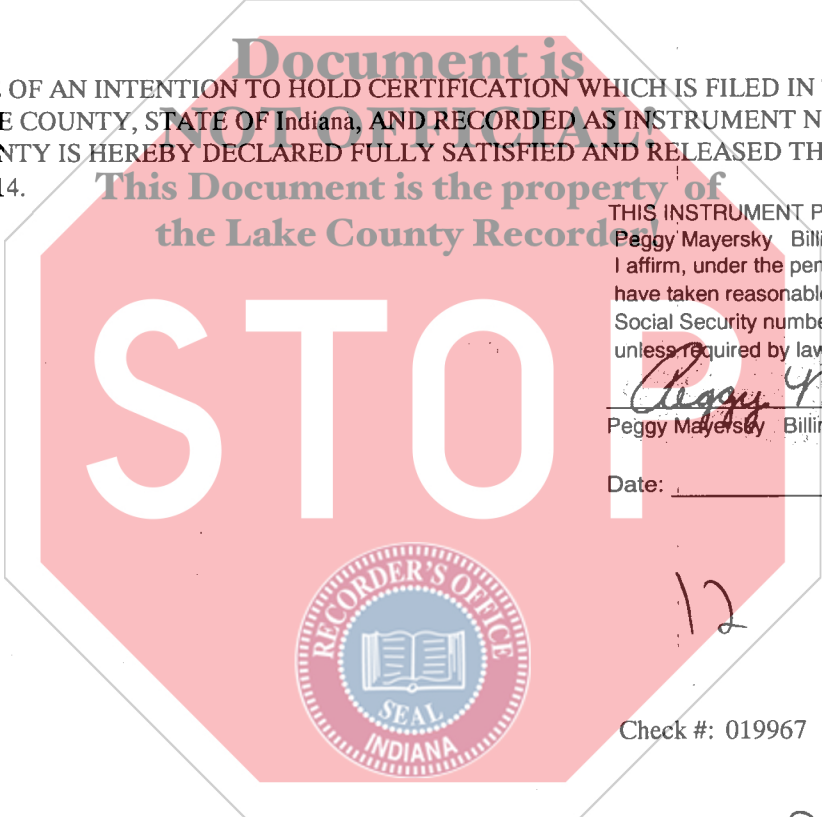 Document is
OF AN INTENTION TO HOLD CERTIFICATION WHICH IS FILED IN
NOT OFFICIAL!
E COUNTY, STATE OF Indiana, AND RECORDED AS INSTRUMENT N
NTY IS HEREBY DECLARED FULLY SATISFIED AND RELEASED TH
14.
This Document is the property of
the Lake County Recorder!
THIS INSTRUMENT P
Peggy Mayersky Billi
I affirm, under the pen
have taken reasonable
Social Security numbe
unless required by law
Peggy
Peggy Mayersky Billin
Date:
STOP
12
RECORDER'S OFFICE
SEAL
INDIANA
Check #: 019967